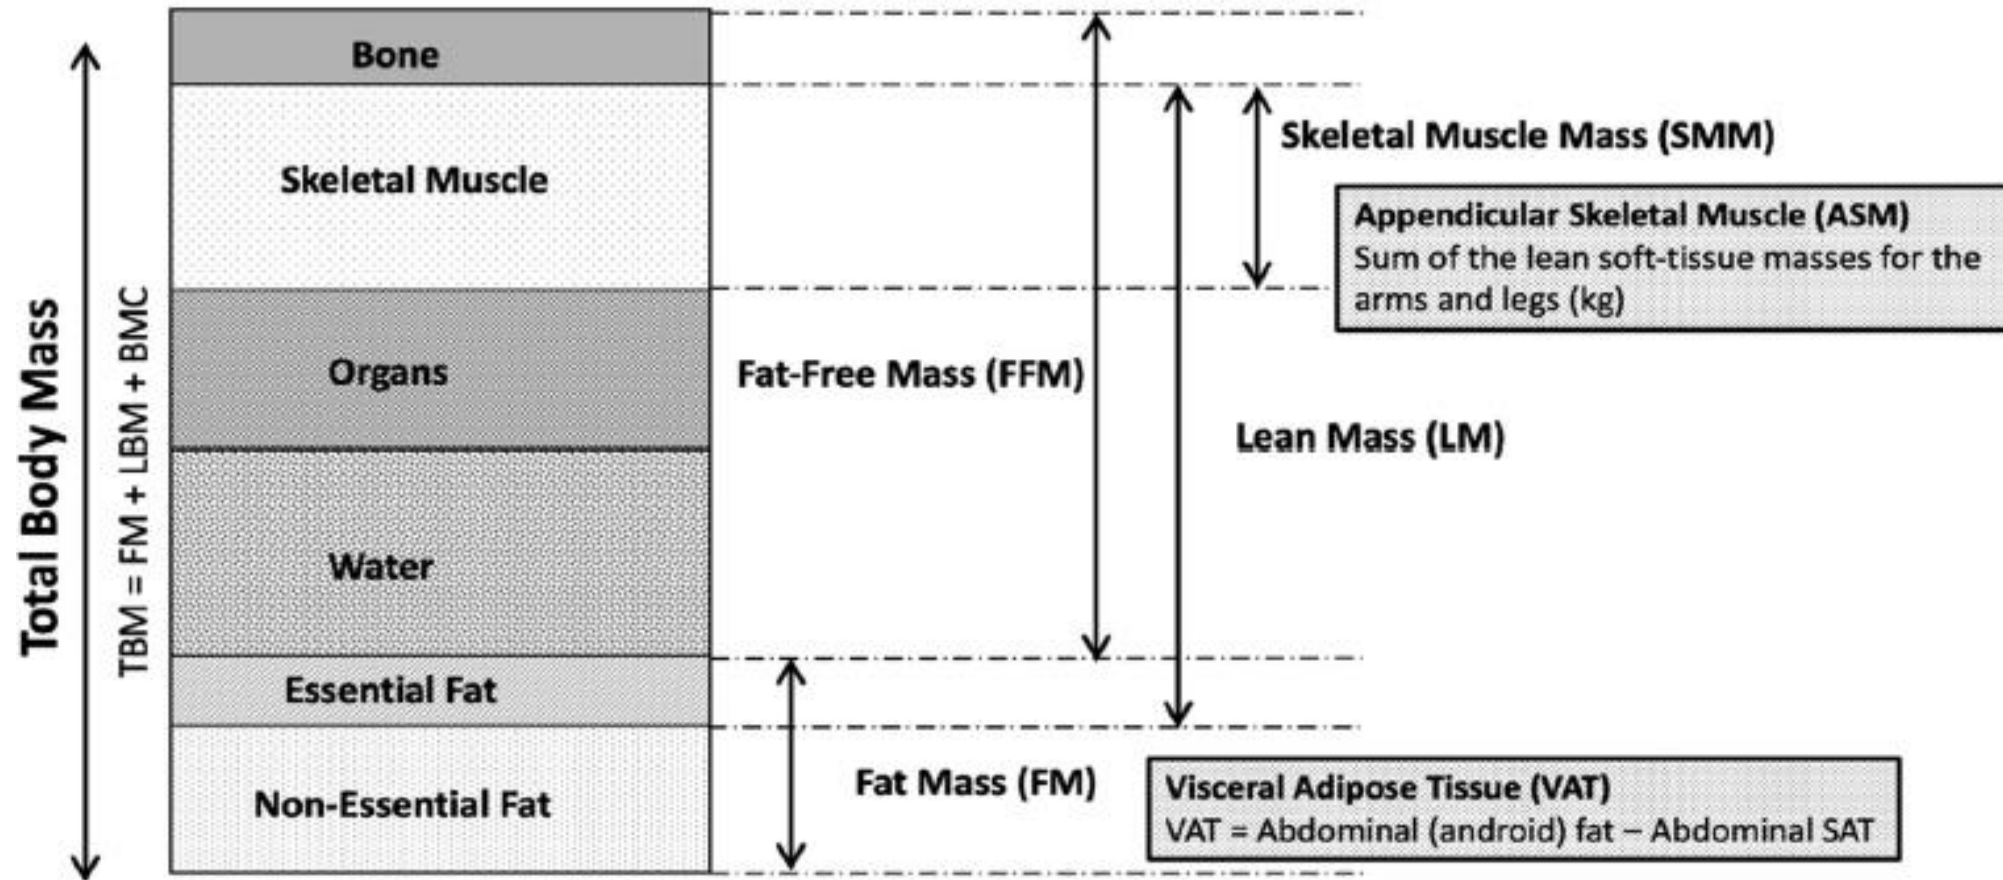 Total Body Mass
TBM = FM + LBM + BMC
Bone
Skeletal Muscle
Organs
Water
Essential Fat
Non-Essential Fat
Fat-Free Mass (FFM)
Fat Mass (FM)
Skeletal Muscle Mass (SMM)
Appendicular Skeletal Muscle (ASM)
Sum of the lean soft-tissue masses for the
arms and legs (kg)
Lean Mass (LM)
Visceral Adipose Tissue (VAT)
VAT = Abdominal (android) fat – Abdominal SAT